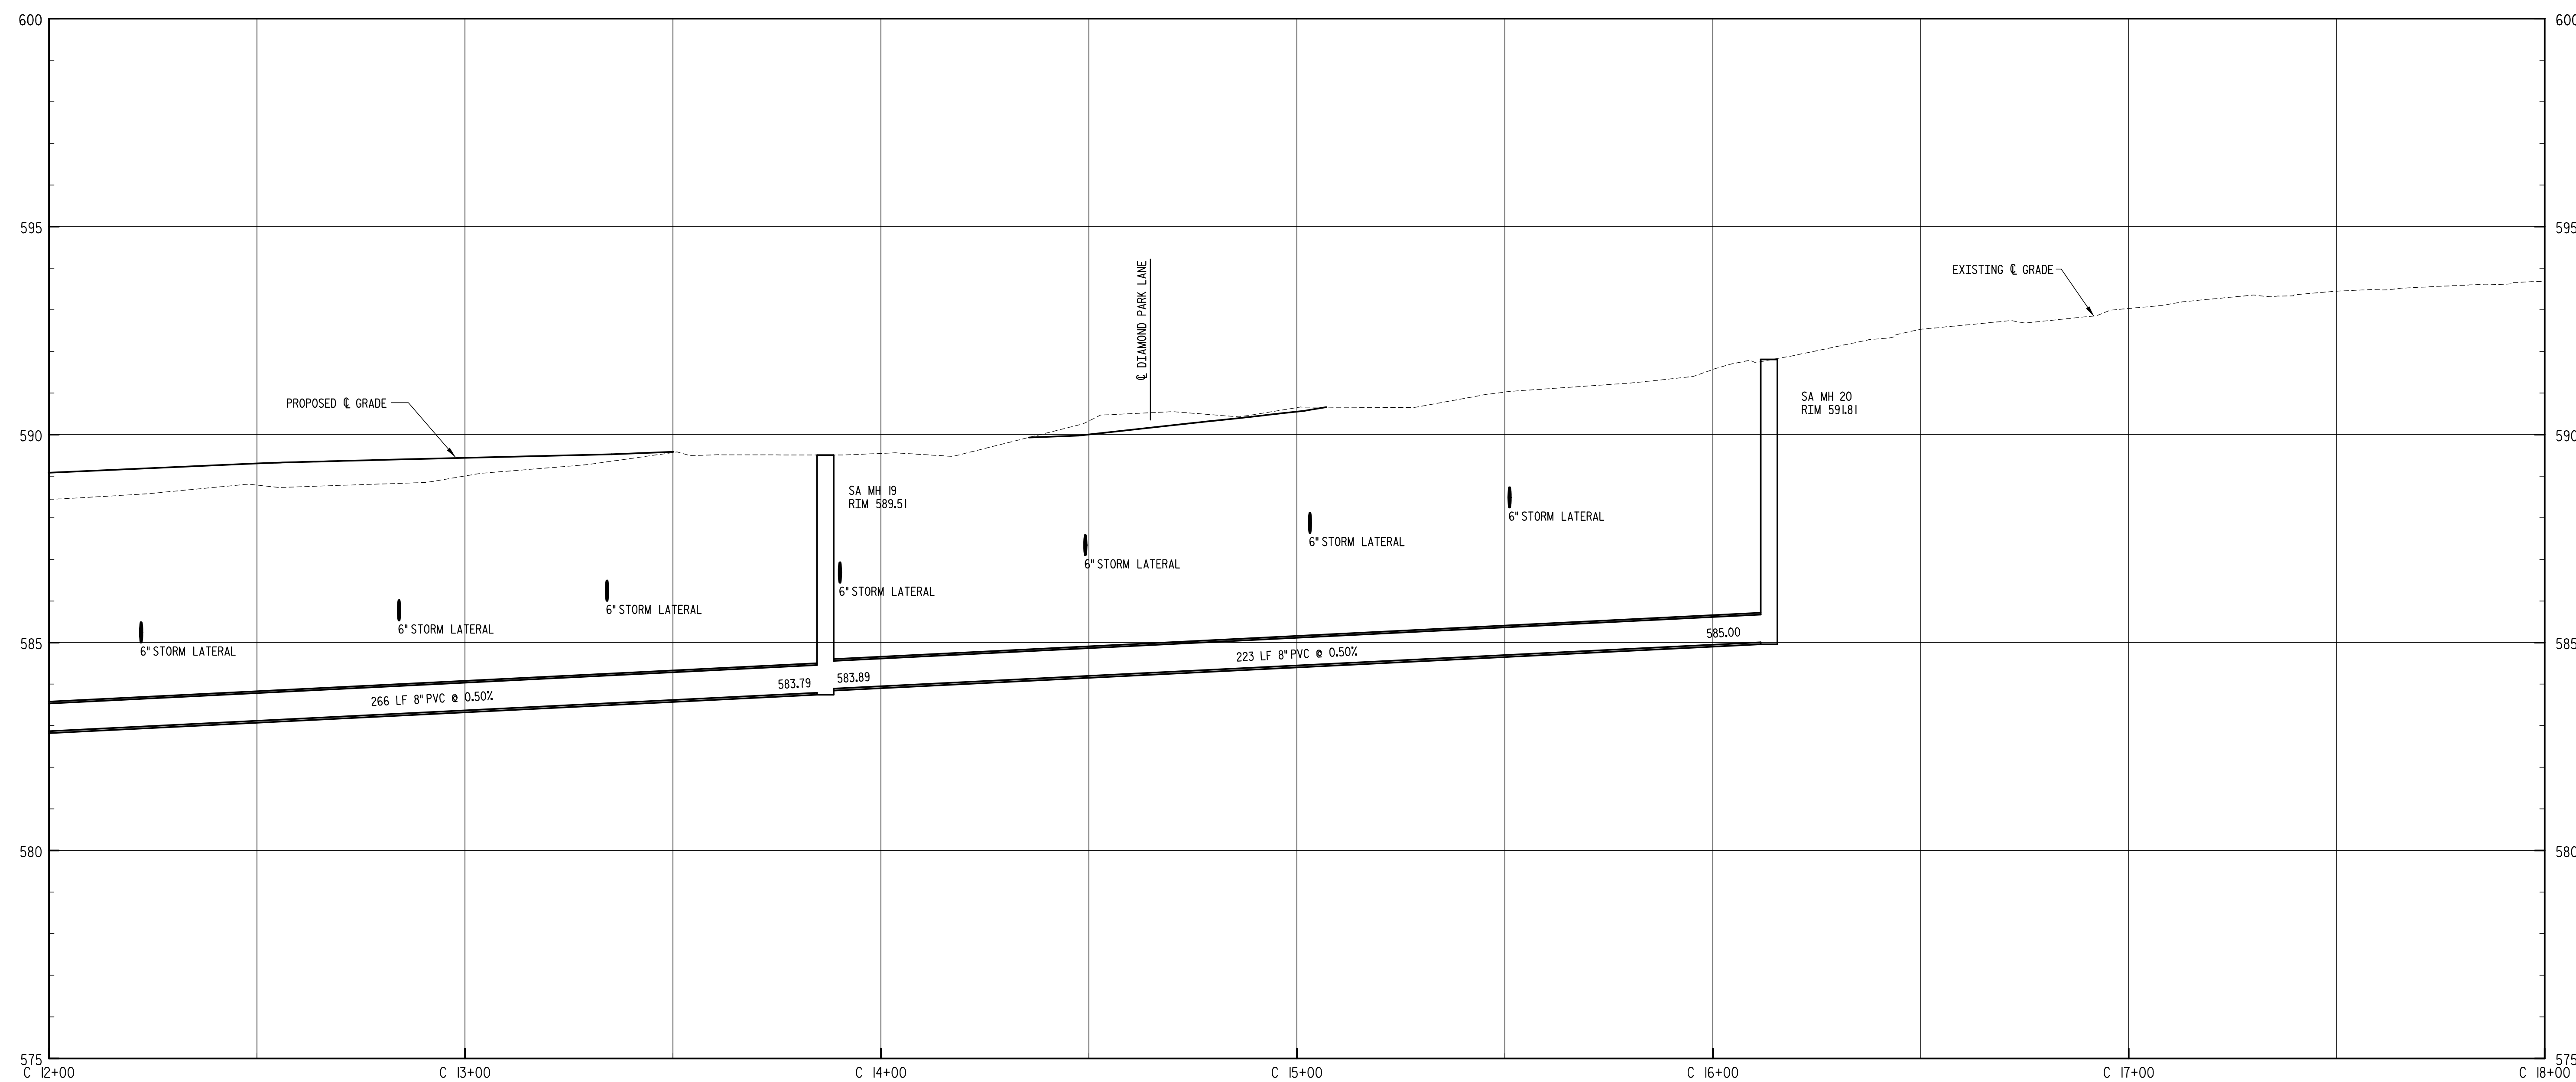 600
600
595
595
℄ DIAMOND PARK LANE
EXISTING ℄ GRADE
PROPOSED ℄ GRADE
SA MH 20
RIM 591.81
590
590
SA MH 19
RIM 589.51
6" STORM LATERAL
6" STORM LATERAL
6" STORM LATERAL
6" STORM LATERAL
6" STORM LATERAL
6" STORM LATERAL
6" STORM LATERAL
585.00
585
585
223 LF 8" PVC @ 0.50%
583.79
583.89
266 LF 8" PVC @ 0.50%
580
580
575
575
C 12+00
C 13+00
C 14+00
C 15+00
C 16+00
C 17+00
C 18+00